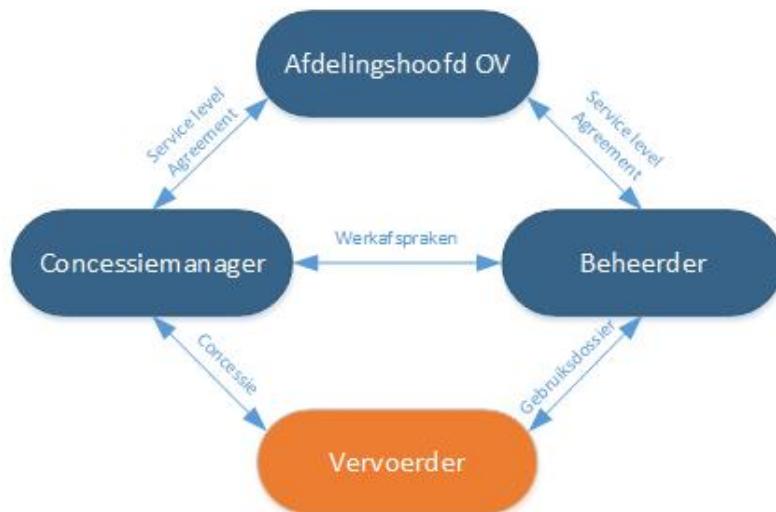 Afdelingshoofd OV
Service level
Agreement
Service level
Agreement
Concessiemanager
Werkafspraken
Beheerder
Concessie
Gebruiksdossier
Vervoerder